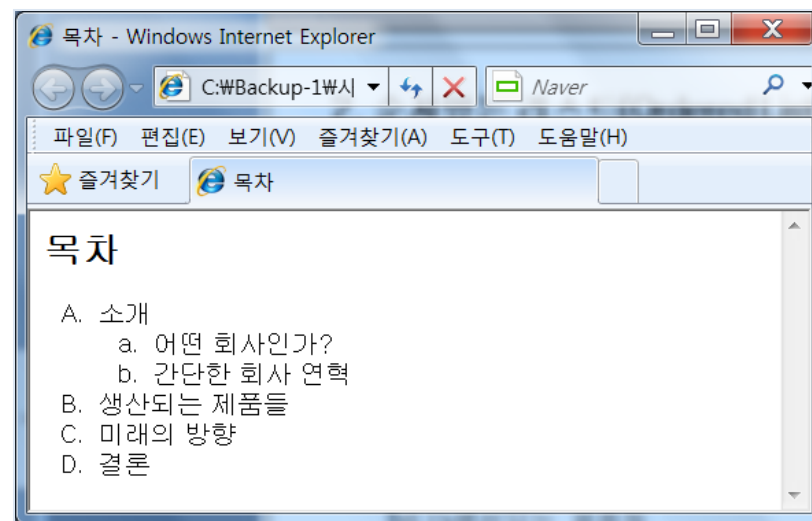 목차 - Windows Internet Explorer
C:₩Backup-1₩시 Naver
파일(F) 편집(E) 보기(V) 즐겨찾기(A) 도구(T) 도움말(H)
즐겨찾기 목차
목차
A. 소개
a. 어떤 회사인가?
b. 간단한 회사 연혁
B. 생산되는 제품들
C. 미래의 방향
D. 결론